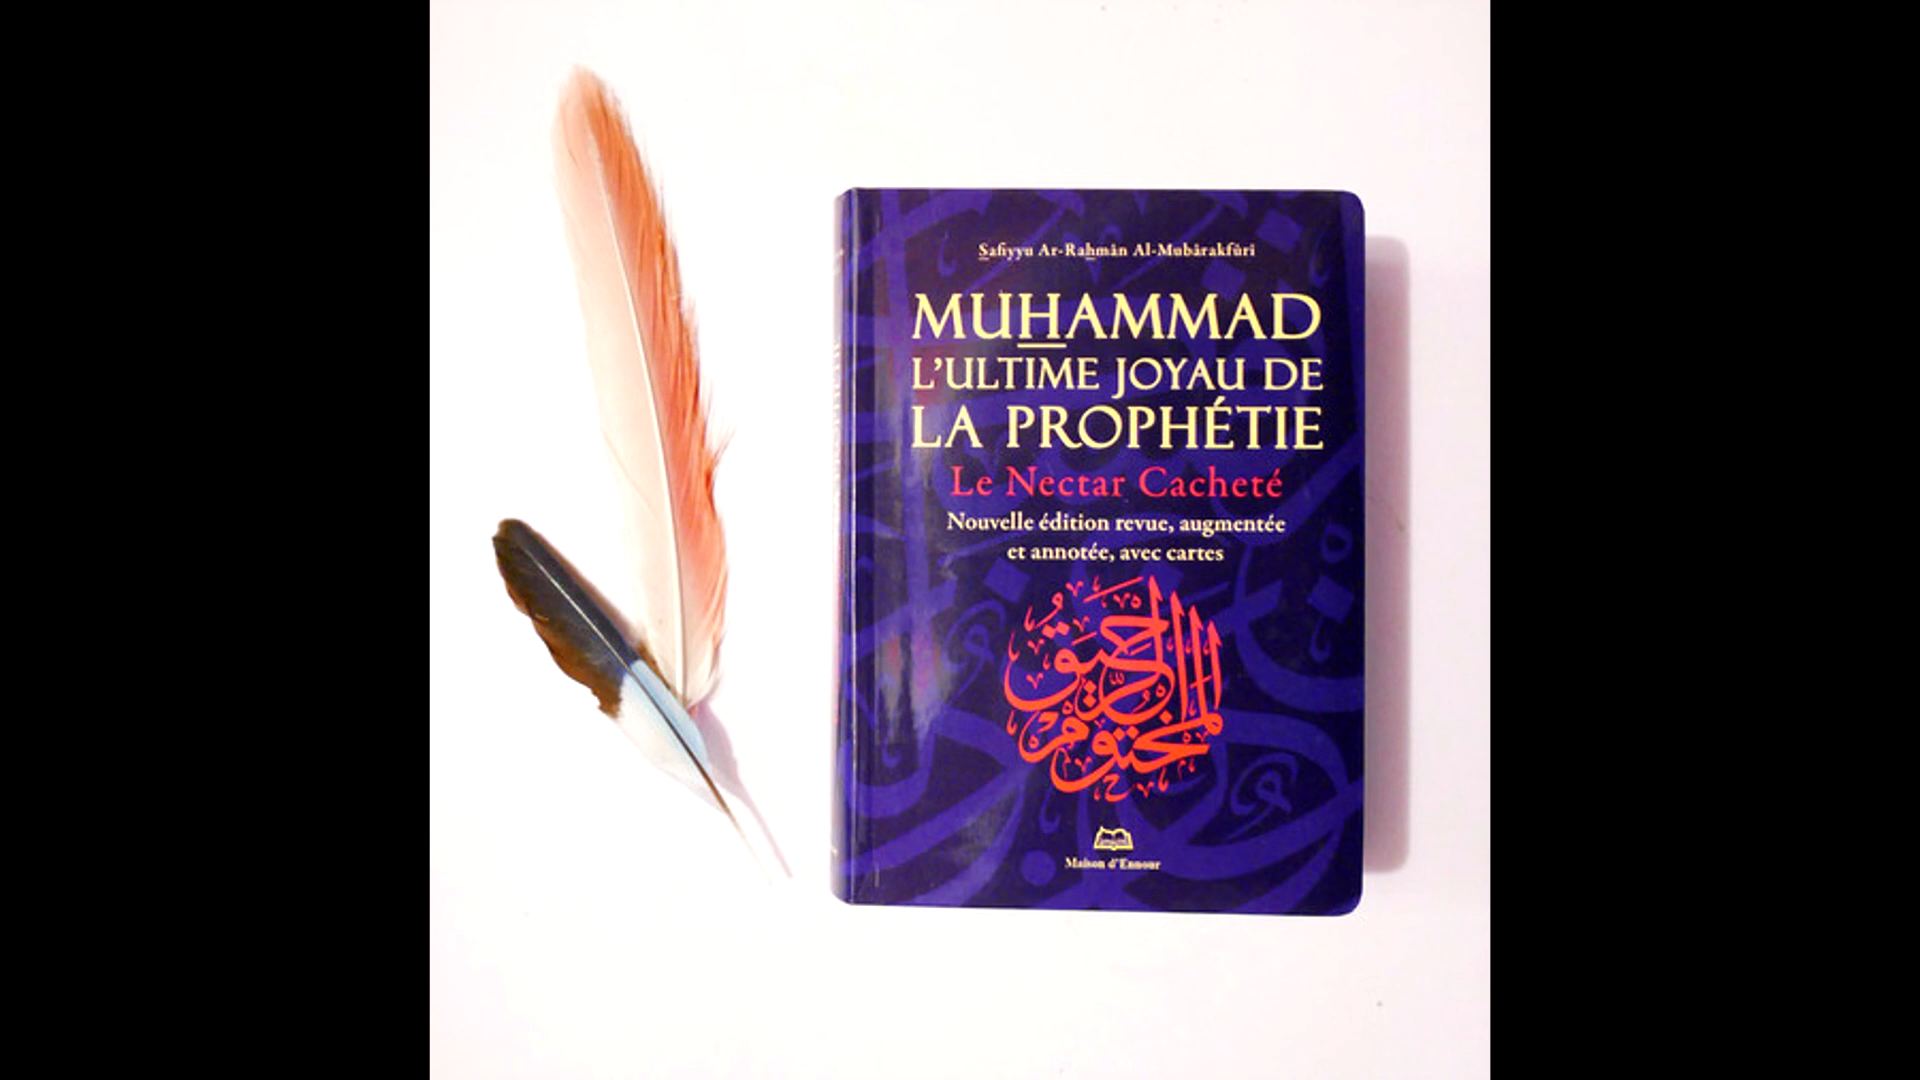 Safiyyu Ar-Rahmân Al-Mubârakfûrî
MUHAMMAD
L'ULTIME JOYAU DE
LA PROPHÉTIE
Le Nectar Cacheté
Nouvelle édition revue, augmentée
et annotée, avec cartes
الرحيق
المختوم
Maison d'Ennour